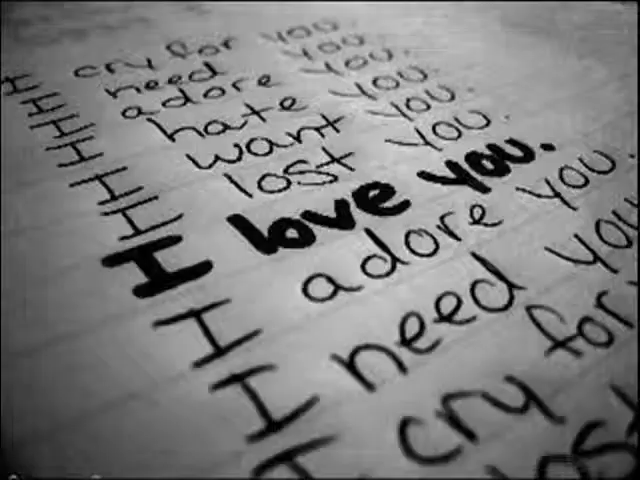 I cry for you.
I need you.
I adore you.
I hate you.
I want you.
I lost you.
I love you.
I adore you.
I need you
I cry for
lost